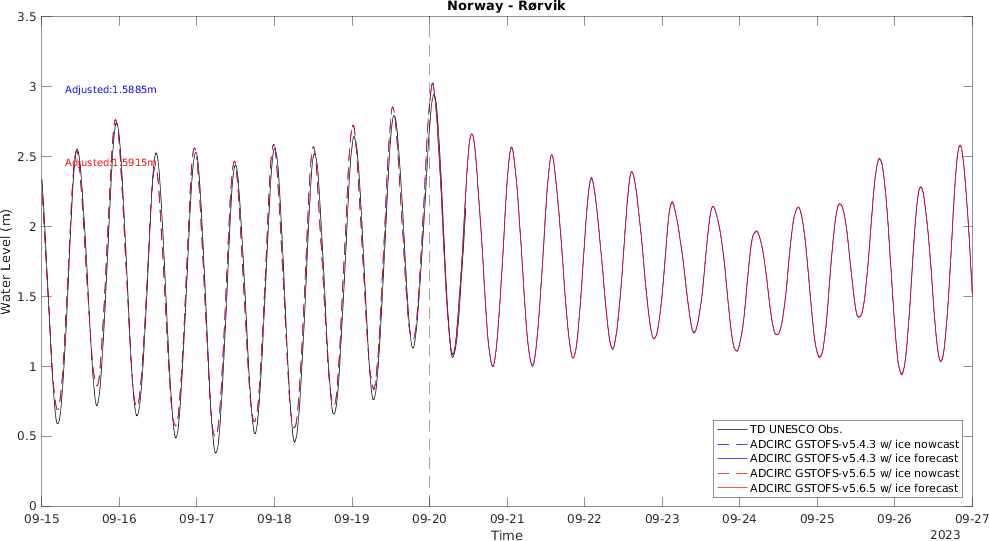 Norway - Rørvik
3.5
3
2.5
2
1.5
1
0.5
0
Water Level (m)
Adjusted:1.5885m
Adjusted:1.5915m
TD UNESCO Obs.
ADCIRC GSTOFS-v5.4.3 w/ ice nowcast
ADCIRC GSTOFS-v5.4.3 w/ ice forecast
ADCIRC GSTOFS-v5.6.5 w/ ice nowcast
ADCIRC GSTOFS-v5.6.5 w/ ice forecast
09-15 09-16 09-17 09-18 09-19 09-20 09-21 09-22 09-23 09-24 09-25 09-26 09-27
Time
2023